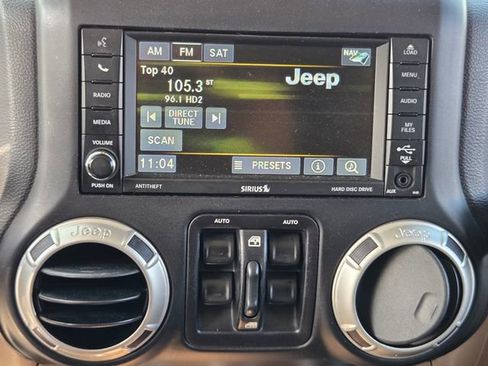 AM FM SAT NAV
Top 40
105.3 ST
Jeep
96.1 HD2
DIRECT
TUNE
SCAN
11:04 PRESETS
LOAD
MENU
AUDIO
MY
FILES
PULL
AUX
RADIO
MEDIA
VOLUME
PUSH ON
ANTITHEFT SIRIUS HARD DISC DRIVE
AUTO AUTO
Jeep Jeep